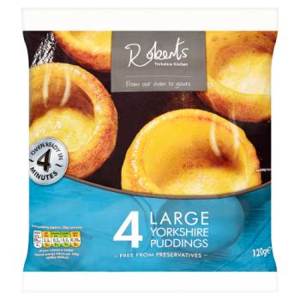 Roberts
Yorkshire Kitchen
From our oven to yours
OVEN READY IN
4
MINUTES
4 LARGE
YORKSHIRE
PUDDINGS
FREE FROM PRESERVATIVES
120g℮